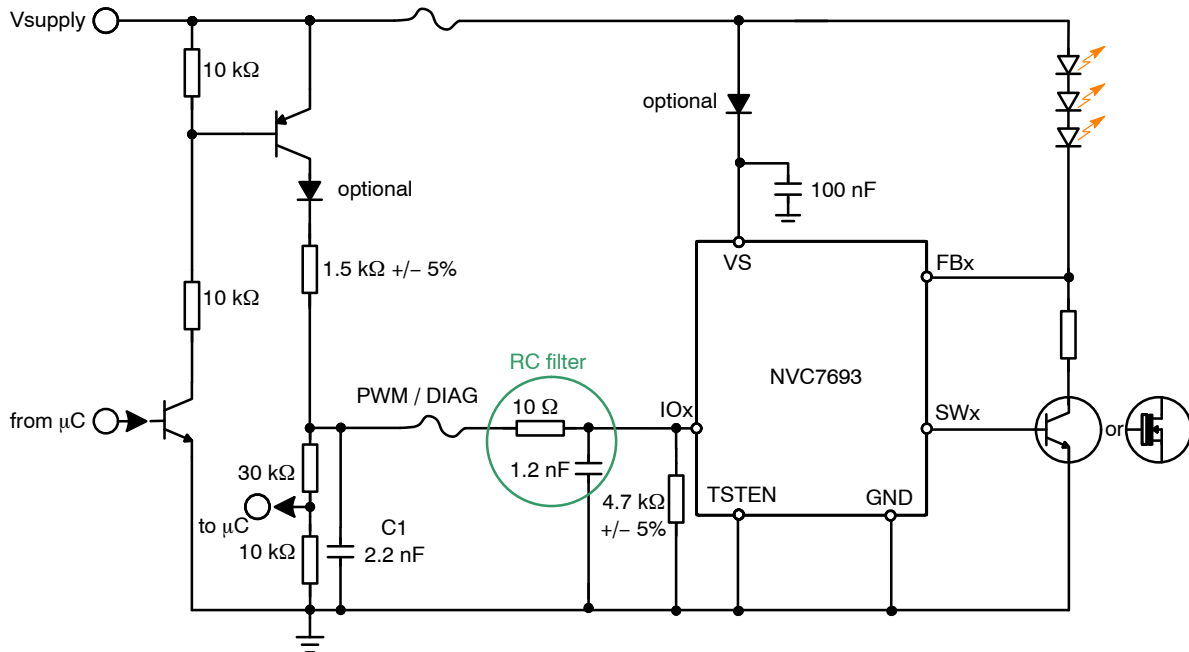 Vsupply
10 kΩ
optional
optional
100 nF
VS
FBx
1.5 kΩ +/− 5%
10 kΩ
RC filter
NVC7693
PWM / DIAG
10 Ω
IOx
SWx
from μC
or
30 kΩ
1.2 nF
4.7 kΩ
+/− 5%
TSTEN
GND
to μC
C1
10 kΩ
2.2 nF